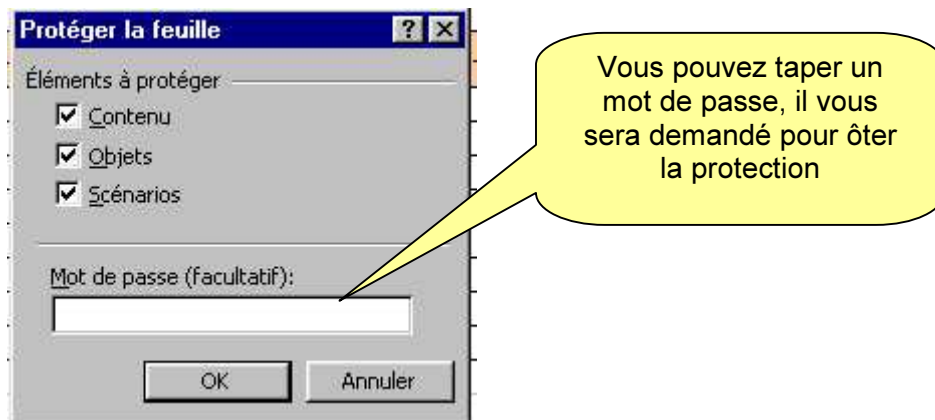 Protéger la feuille
Éléments à protéger
Contenu
Objets
Scénarios
Mot de passe (facultatif):
OK
Annuler
Vous pouvez taper un
mot de passe, il vous
sera demandé pour ôter
la protection